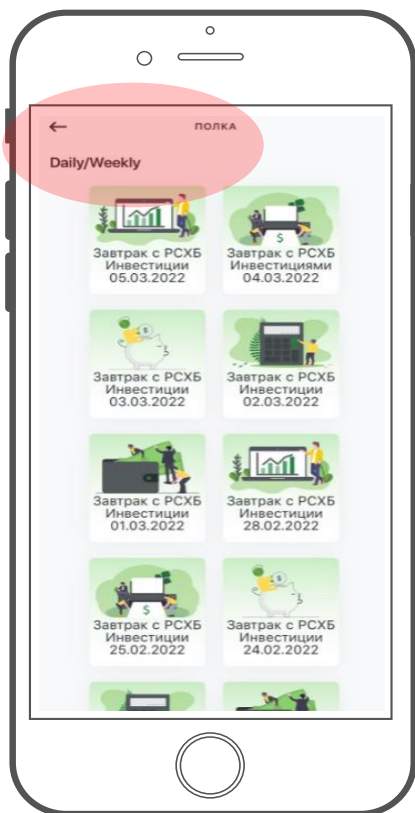 ПОЛКА
Daily/Weekly
Завтрак с РСХБ
Инвестиции
05.03.2022
Завтрак с РСХБ
Инвестициями
04.03.2022
Завтрак с РСХБ
Инвестиции
03.03.2022
Завтрак с РСХБ
Инвестиции
02.03.2022
Завтрак с РСХБ
Инвестиции
01.03.2022
Завтрак с РСХБ
Инвестиции
28.02.2022
Завтрак с РСХБ
Инвестиции
25.02.2022
Завтрак с РСХБ
Инвестиции
24.02.2022